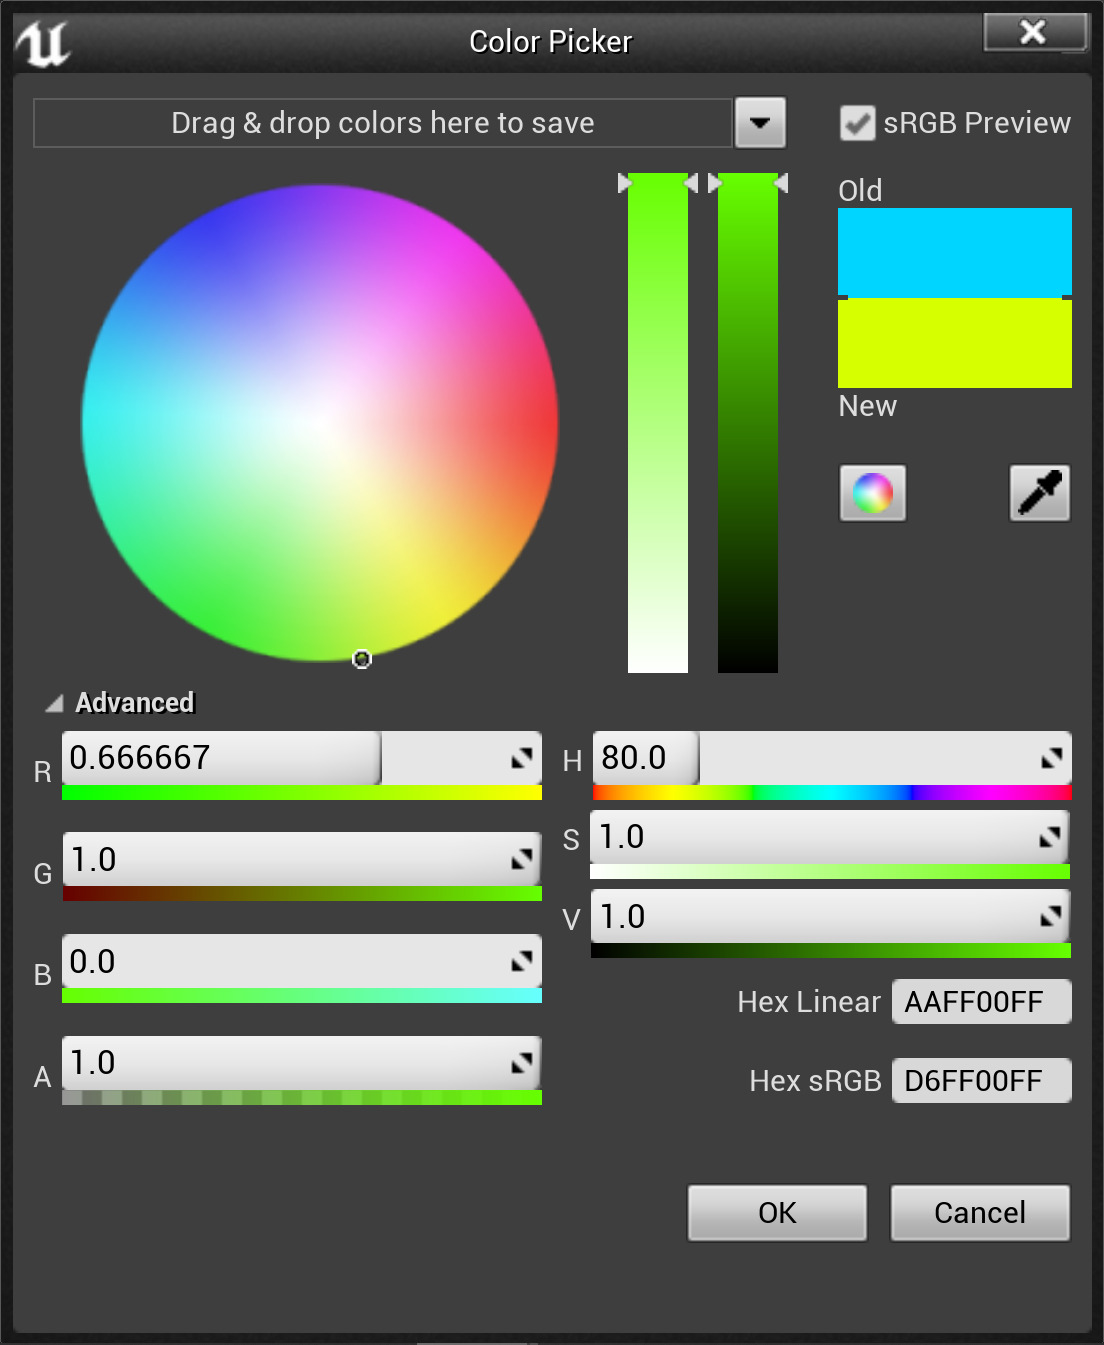 Color Picker
Drag & drop colors here to save
sRGB Preview
Old
New
Advanced
R 0.666667
H 80.0
G 1.0
S 1.0
B 0.0
V 1.0
A 1.0
Hex Linear AAFF00FF
Hex sRGB D6FF00FF
OK
Cancel